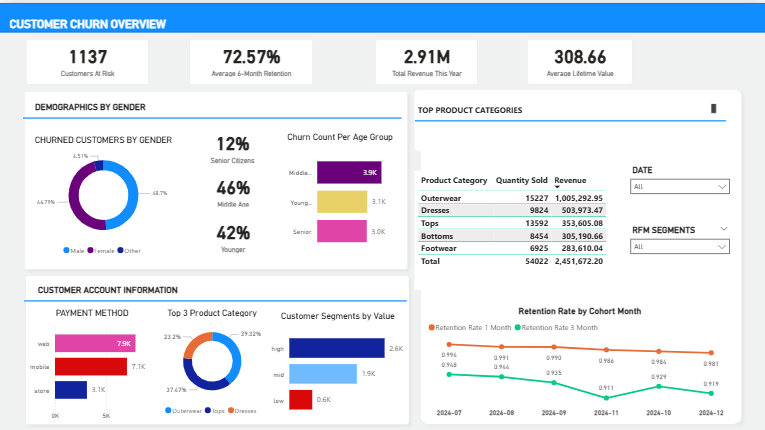 CUSTOMER CHURN OVERVIEW
1137
Customers At Risk
72.57%
Average 6-Month Retention
2.91M
Total Revenue This Year
308.66
Average Lifetime Value
DEMOGRAPHICS BY GENDER
CHURNED CUSTOMERS BY GENDER
4.51%
48.7%
44.79%
Male Female Other
12%
Senior Citizens
46%
Middle Age
42%
Younger
Churn Count Per Age Group
Middle... 3.9K
Young... 3.1K
Senior 3.0K
TOP PRODUCT CATEGORIES
Product Category Quantity Sold Revenue
Outerwear 15227 1,005,292.95
Dresses 9824 503,973.47
Tops 13592 353,605.08
Bottoms 8454 305,190.66
Footwear 6925 283,610.04
Total 54022 2,451,672.20
DATE
All
RFM SEGMENTS
All
CUSTOMER ACCOUNT INFORMATION
PAYMENT METHOD
web 7.9K
mobile 7.1K
store 3.1K
0K 5K
Top 3 Product Category
23.2%
39.32%
37.47%
Outerwear Tops Dresses
Customer Segments by Value
high 2.6K
mid 1.9K
low 0.6K
Retention Rate by Cohort Month
Retention Rate 1 Month Retention Rate 3 Month
0.994 0.991 0.990 0.986 0.984 0.981
0.948 0.944 0.935 0.911 0.929 0.919
2024-07 2024-08 2024-09 2024-11 2024-10 2024-12